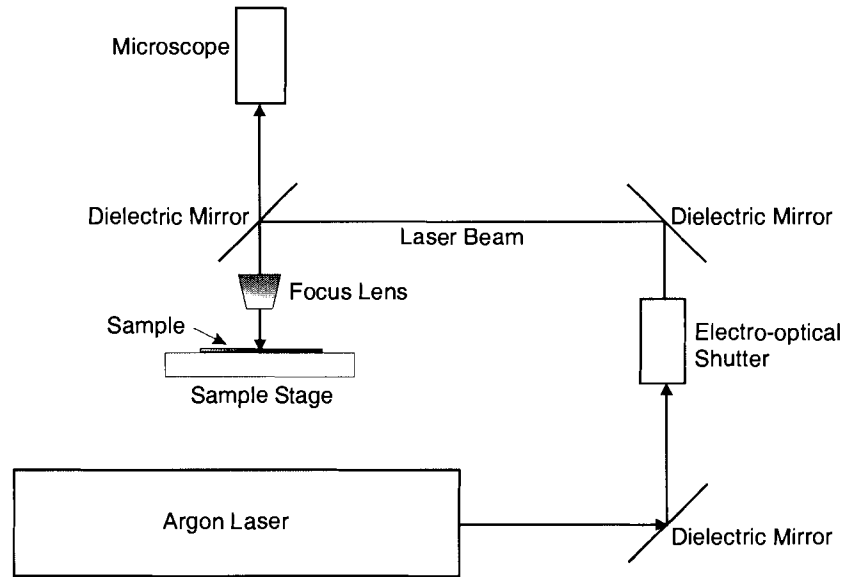 Microscope
Dielectric Mirror
Dielectric Mirror
Laser Beam
Focus Lens
Sample
Electro-optical
Shutter
Sample Stage
Argon Laser
Dielectric Mirror